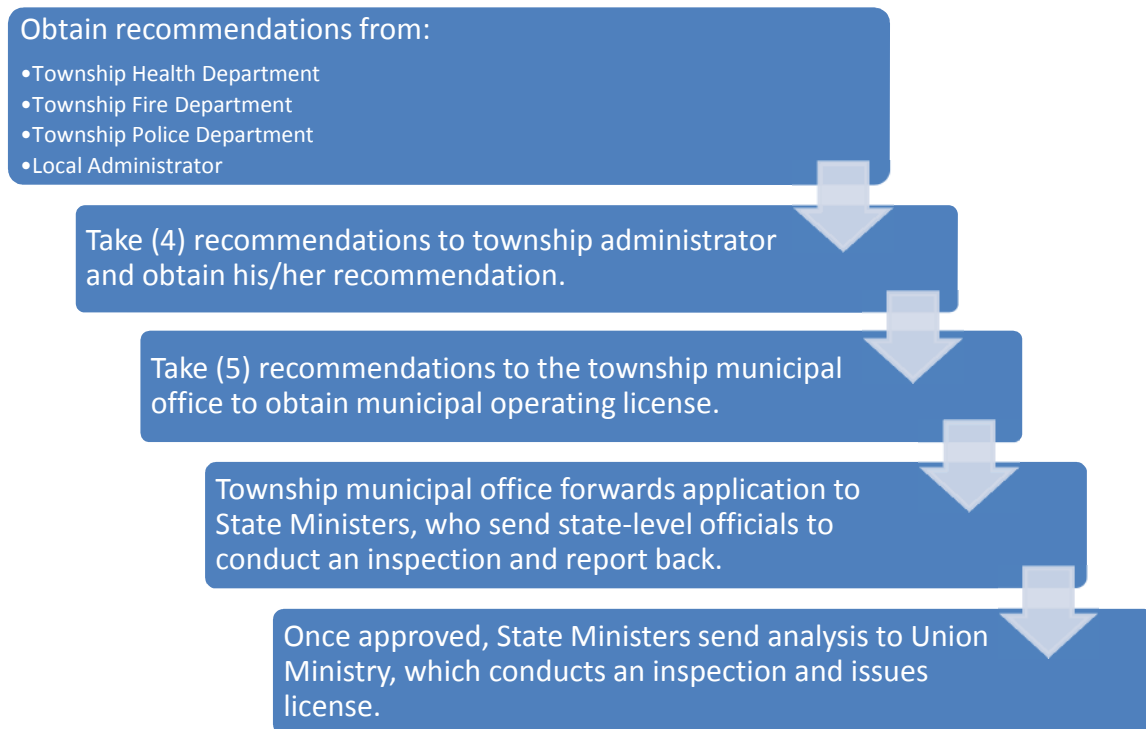 Obtain recommendations from:
•Township Health Department
•Township Fire Department
•Township Police Department
•Local Administrator
Take (4) recommendations to township administrator
and obtain his/her recommendation.
Take (5) recommendations to the township municipal
office to obtain municipal operating license.
Township municipal office forwards application to
State Ministers, who send state-level officials to
conduct an inspection and report back.
Once approved, State Ministers send analysis to Union
Ministry, which conducts an inspection and issues
license.